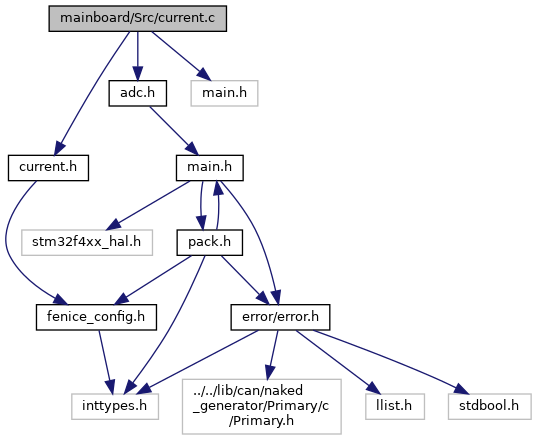 mainboard/Src/current.c
adc.h
main.h
current.h
main.h
stm32f4xx_hal.h
pack.h
fenice_config.h
error/error.h
inttypes.h
../../lib/can/naked
_generator/Primary/c
/Primary.h
llist.h
stdbool.h